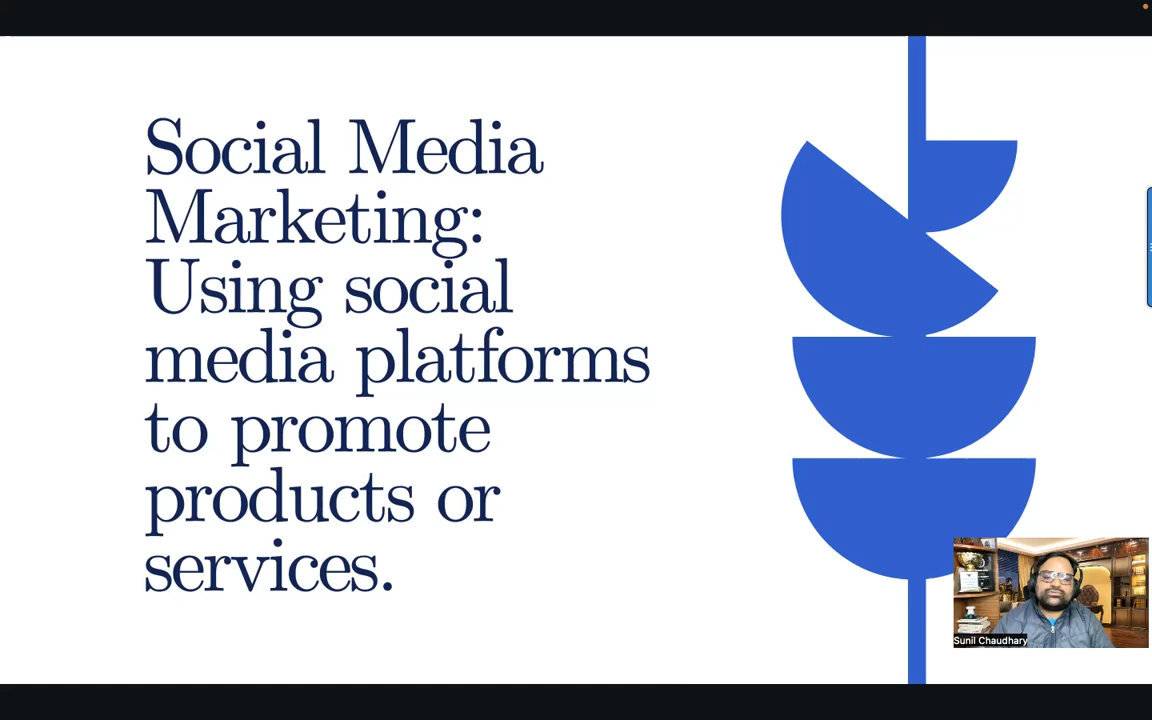 Social Media
Marketing:
Using social
media platforms
to promote
products or
services.
Sunil Chaudhary